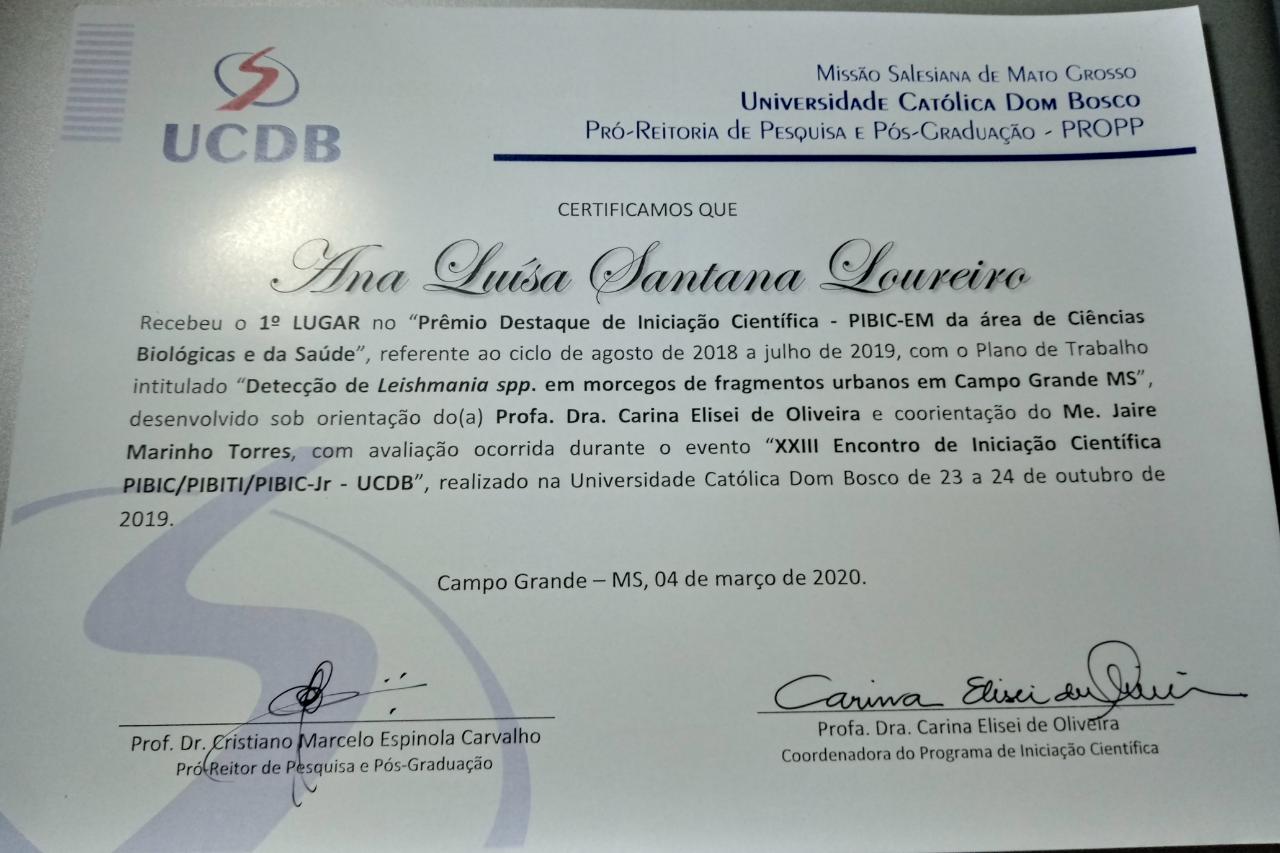 UCDB
Missão Salesiana de Mato Grosso
Universidade Católica Dom Bosco
Pró-Reitoria de Pesquisa e Pós-Graduação - PROPP
CERTIFICAMOS QUE
Ana Luísa Santana Loureiro
Recebeu o 1º LUGAR no “Prêmio Destaque de Iniciação Científica - PIBIC-EM da área de Ciências
Biológicas e da Saúde”, referente ao ciclo de agosto de 2018 a julho de 2019, com o Plano de Trabalho
intitulado “Detecção de Leishmania spp. em morcegos de fragmentos urbanos em Campo Grande MS”,
desenvolvido sob orientação do(a) Profa. Dra. Carina Elisei de Oliveira e coorientação do Me. Jaire
Marinho Torres, com avaliação ocorrida durante o evento “XXIII Encontro de Iniciação Científica
PIBIC/PIBITI/PIBIC-Jr - UCDB”, realizado na Universidade Católica Dom Bosco de 23 a 24 de outubro de
2019.
Campo Grande – MS, 04 de março de 2020.
Carina Elisei de Oliveira
Prof. Dr. Cristiano Marcelo Espinola Carvalho
Pró-Reitor de Pesquisa e Pós-Graduação
Profa. Dra. Carina Elisei de Oliveira
Coordenadora do Programa de Iniciação Científica